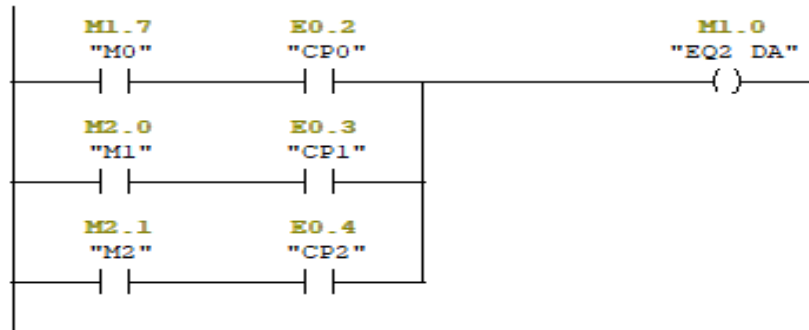 M1.7 E0.2 M1.0
"M0" "CP0" "EQ2 DA"
M2.0 E0.3
"M1" "CP1"
M2.1 E0.4
"M2" "CP2"